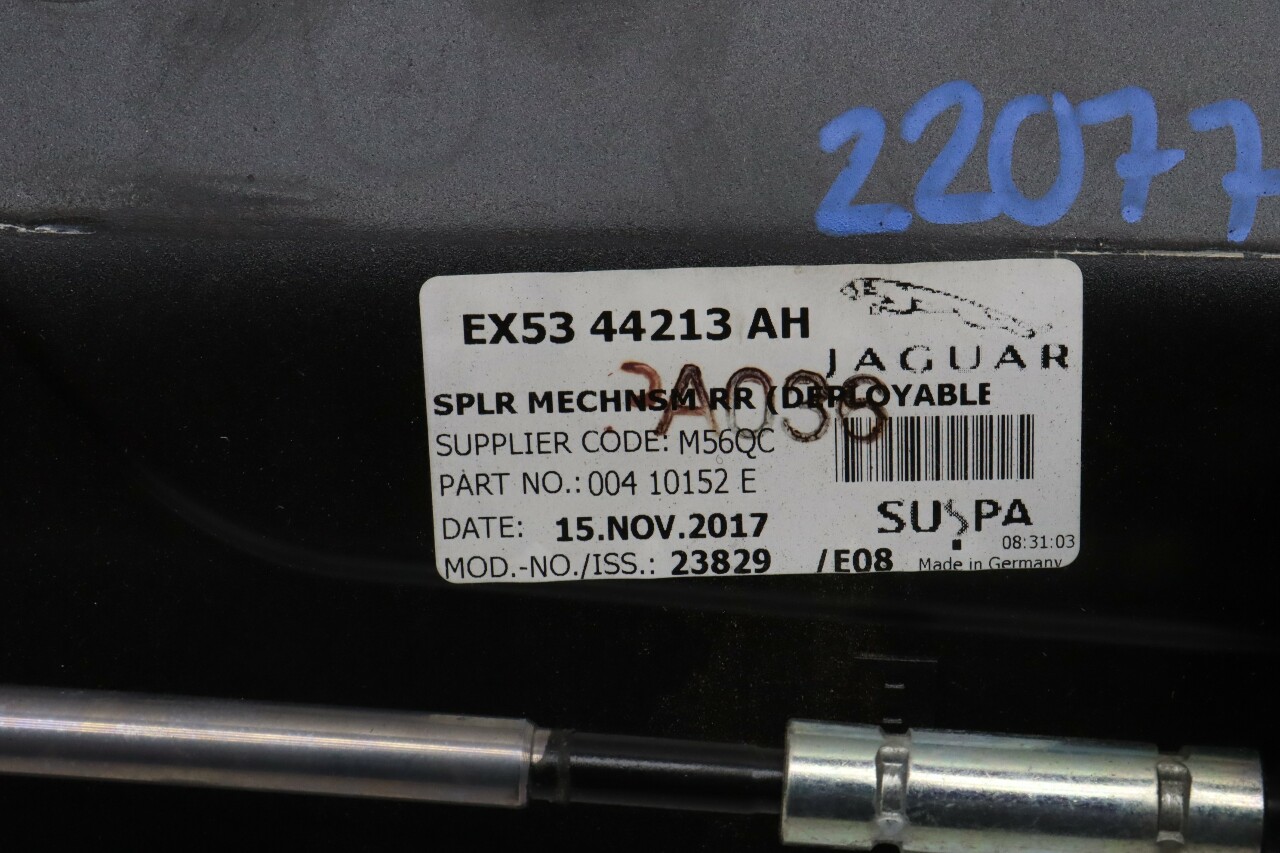 22077
EX53 44213 AH
JAGUAR
SPLR MECHNSM RR (DEPLOYABLE
SUPPLIER CODE: M56QC
PART NO.: 004 10152 E
SUSPA
DATE: 15.NOV.2017
08:31:03
MOD.-NO./ISS.: 23829 /E08
Made in Germany